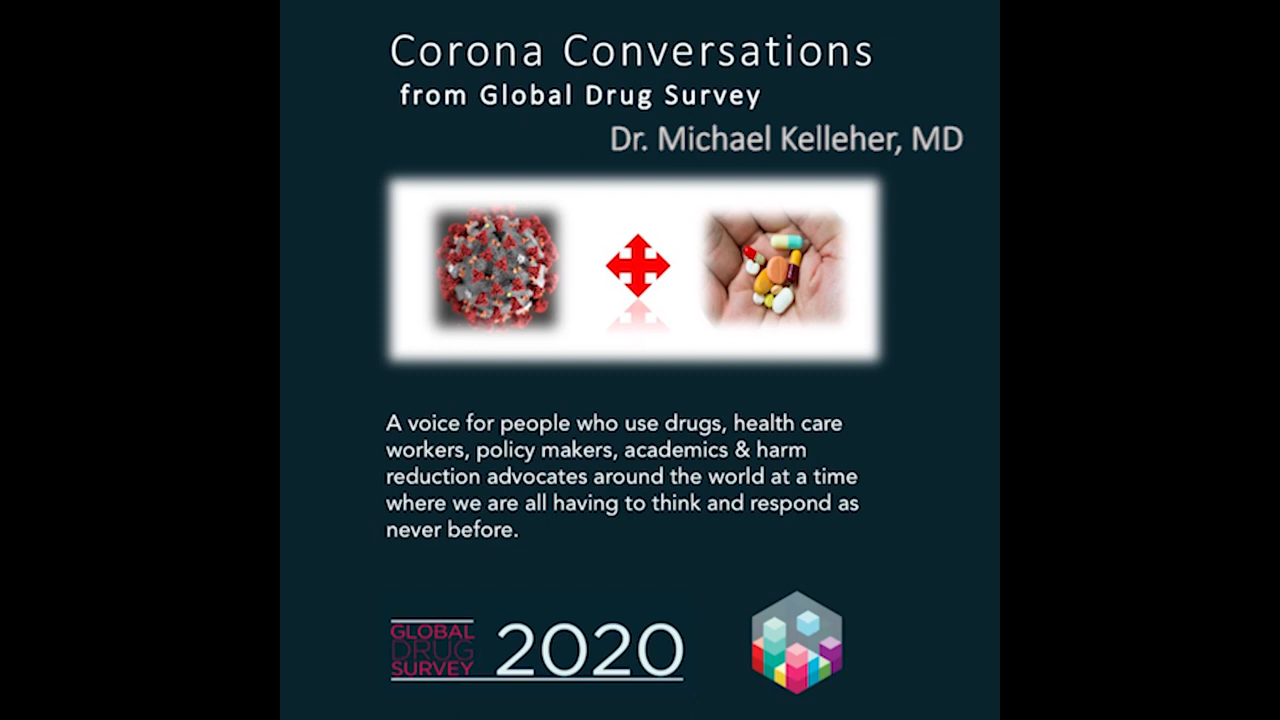 Corona Conversations
from Global Drug Survey
Dr. Michael Kelleher, MD
A voice for people who use drugs, health care
workers, policy makers, academics & harm
reduction advocates around the world at a time
where we are all having to think and respond as
never before.
GLOBAL
DRUG
SURVEY
2020